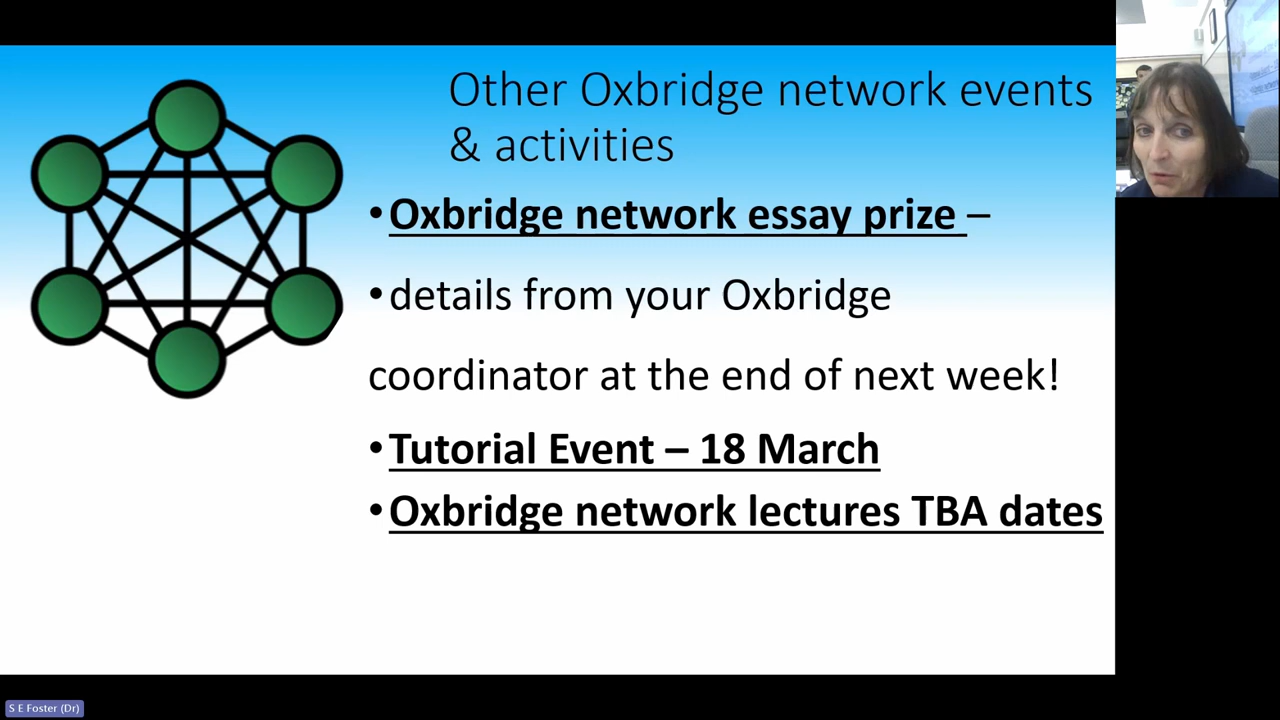 Other Oxbridge network events
& activities
•Oxbridge network essay prize –
•details from your Oxbridge
coordinator at the end of next week!
•Tutorial Event – 18 March
•Oxbridge network lectures TBA dates
S E Foster (Dr)